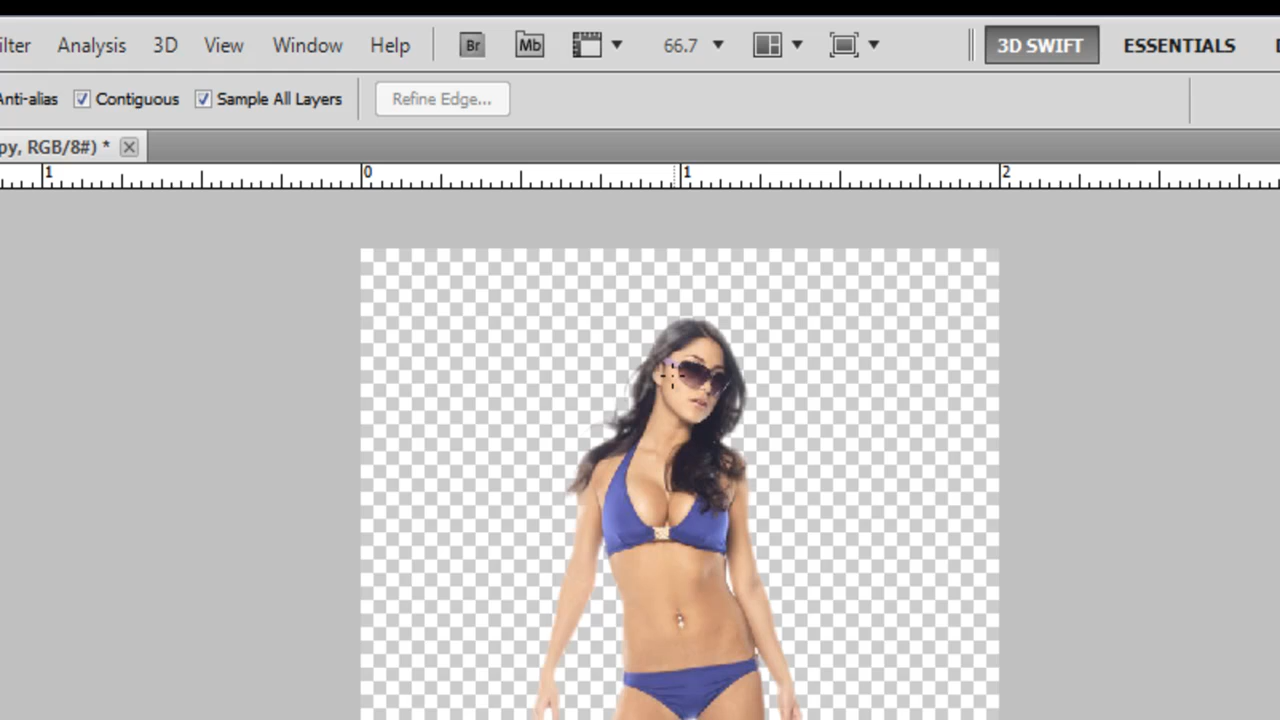 ilter Analysis 3D View Window Help Br Mb 66.7 3D SWIFT ESSENTIALS
Anti-alias Contiguous Sample All Layers Refine Edge...
py, RGB/8#) *
1 0 1 2